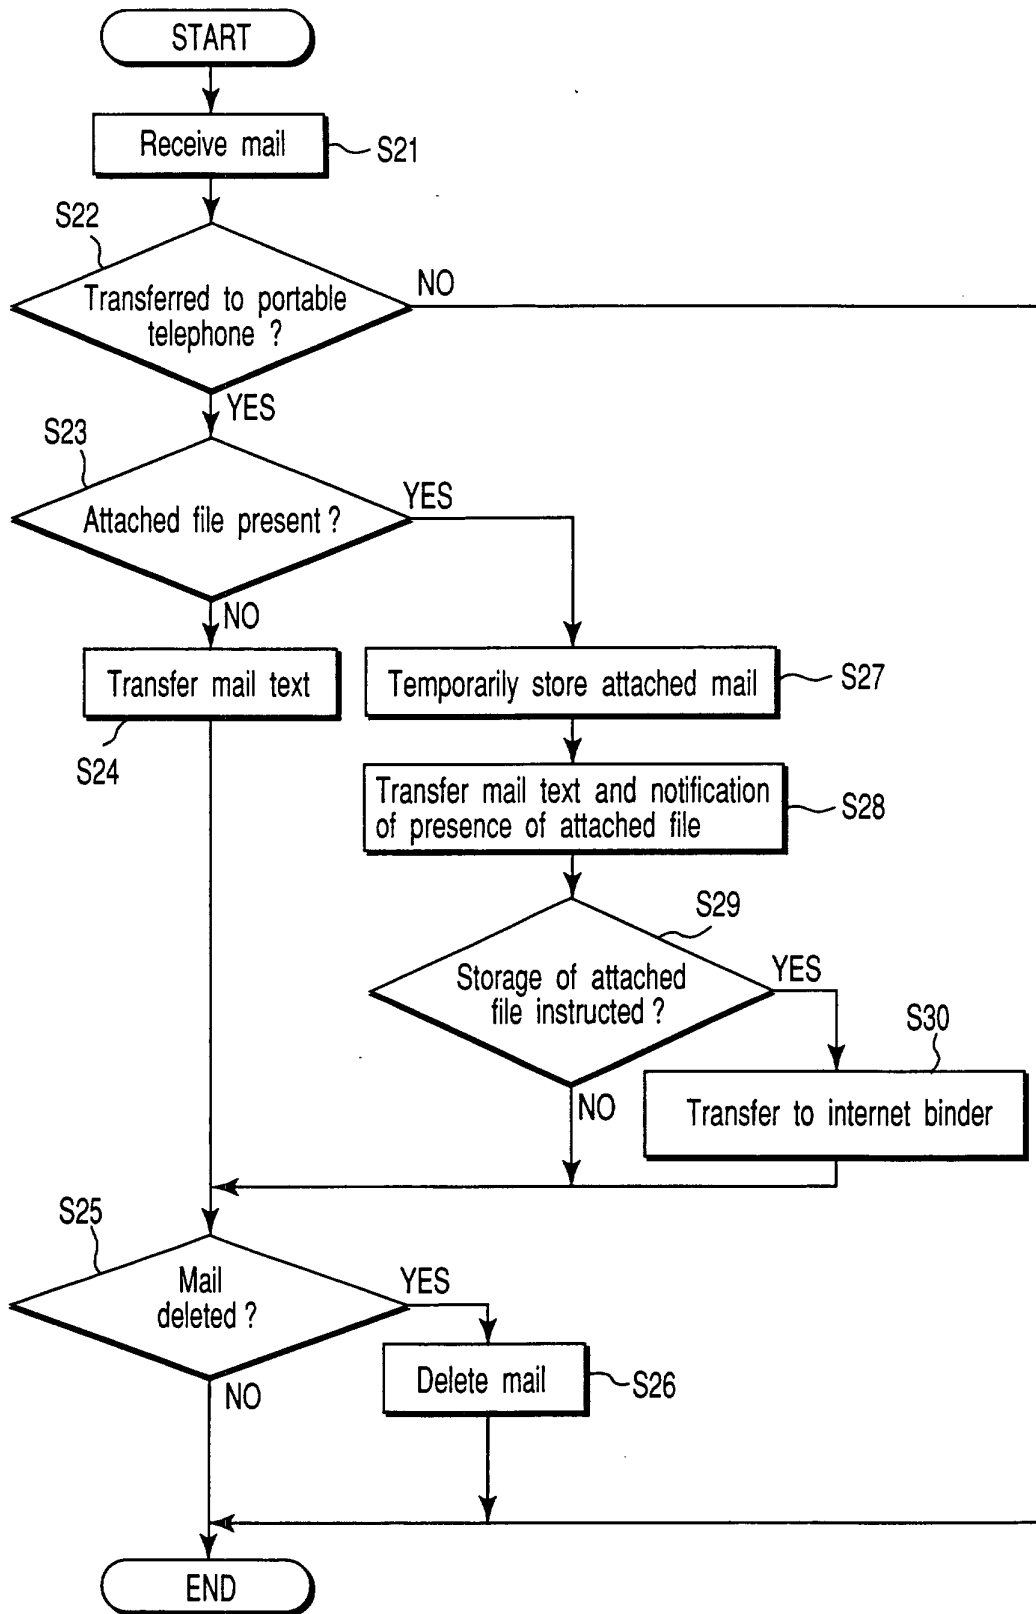 START
Receive mail
S21
S22
Transferred to portable
telephone ?
NO
YES
S23
Attached file present ?
YES
NO
Transfer mail text
S24
Temporarily store attached mail
S27
Transfer mail text and notification
of presence of attached file
S28
S29
Storage of attached
file instructed ?
YES
NO
S30
Transfer to internet binder
S25
Mail
deleted ?
YES
NO
Delete mail
S26
END